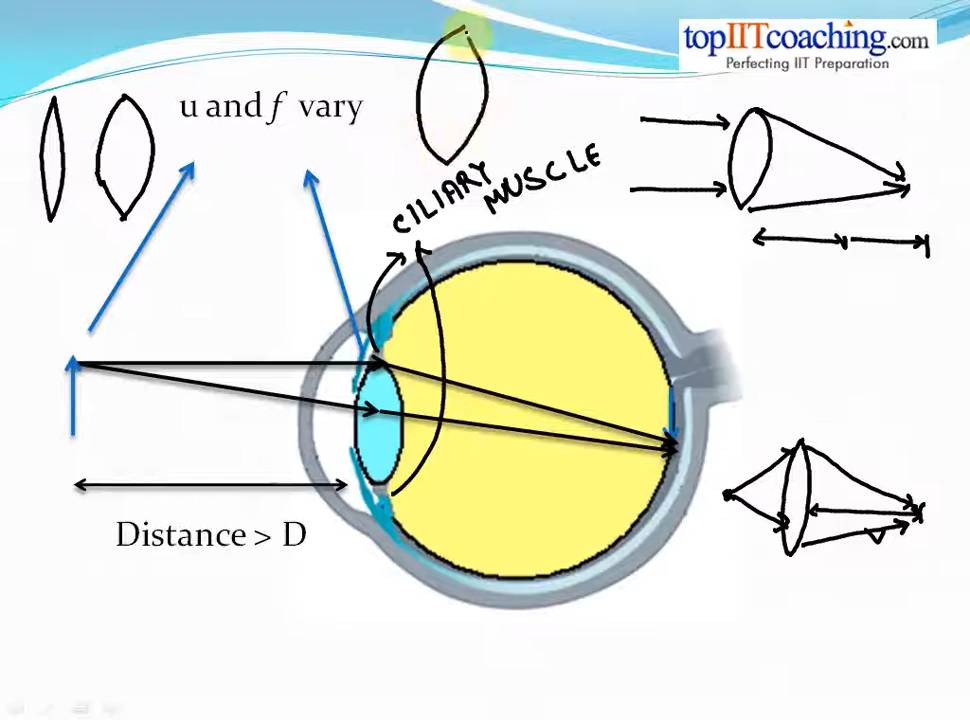 topIITcoaching.com
Perfecting IIT Preparation
u and f vary
CILIARY
MUSCLE
Distance > D